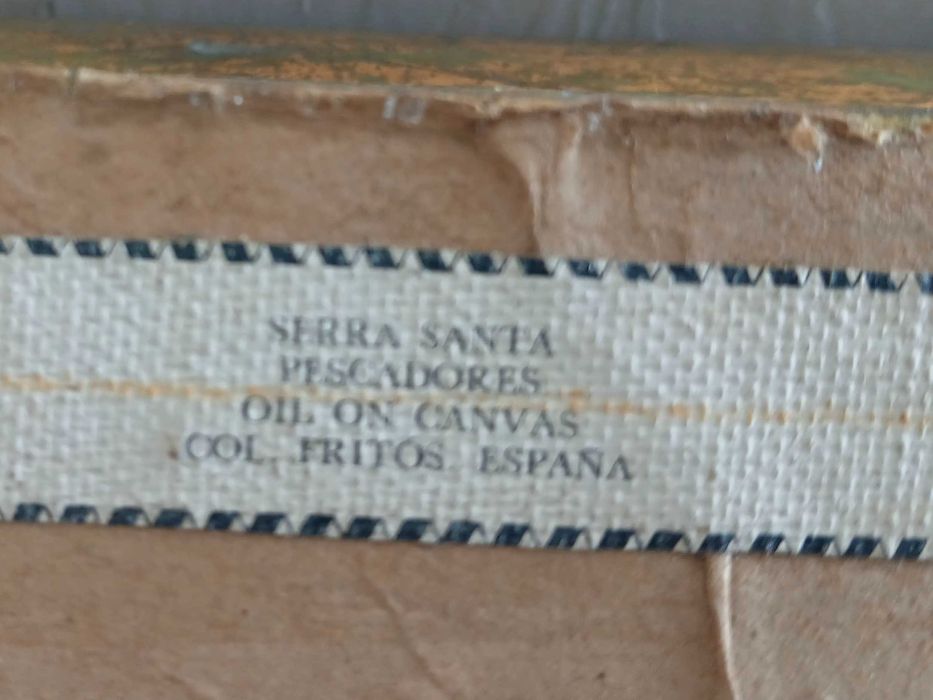 SERRA SANTA
PESCADORES
OIL ON CANVAS
COL. FRITOS ESPAÑA